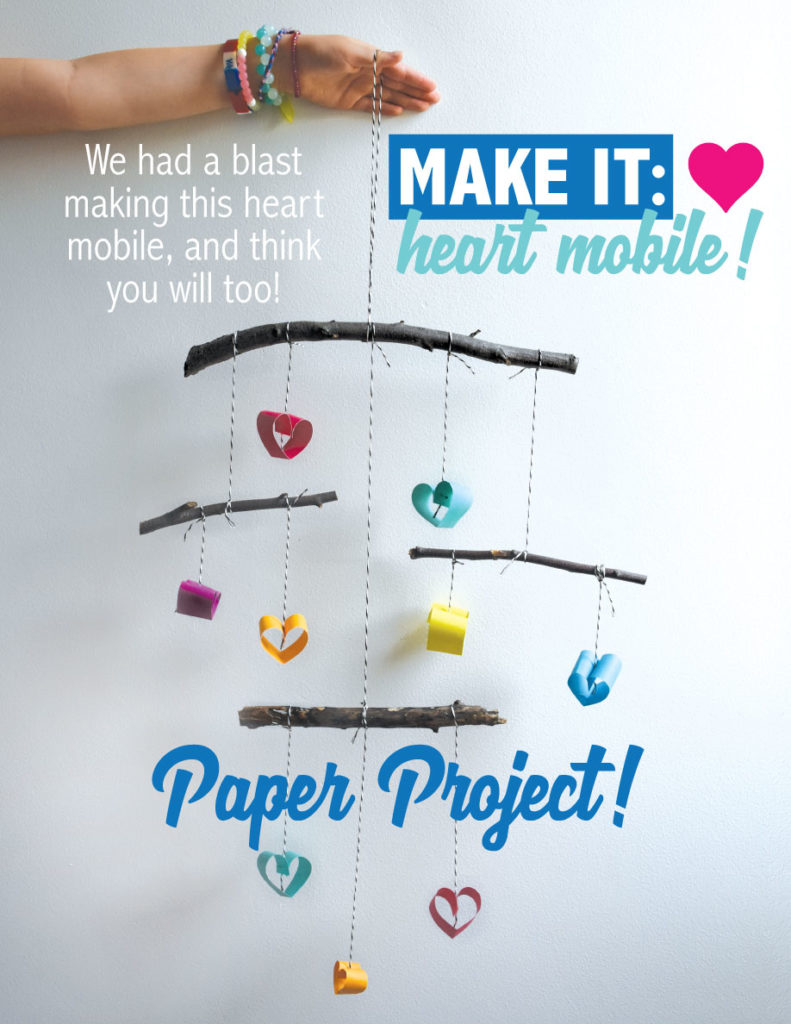 We had a blast
making this heart
mobile, and think
you will too!
MAKE IT:
heart mobile!
Paper Project!